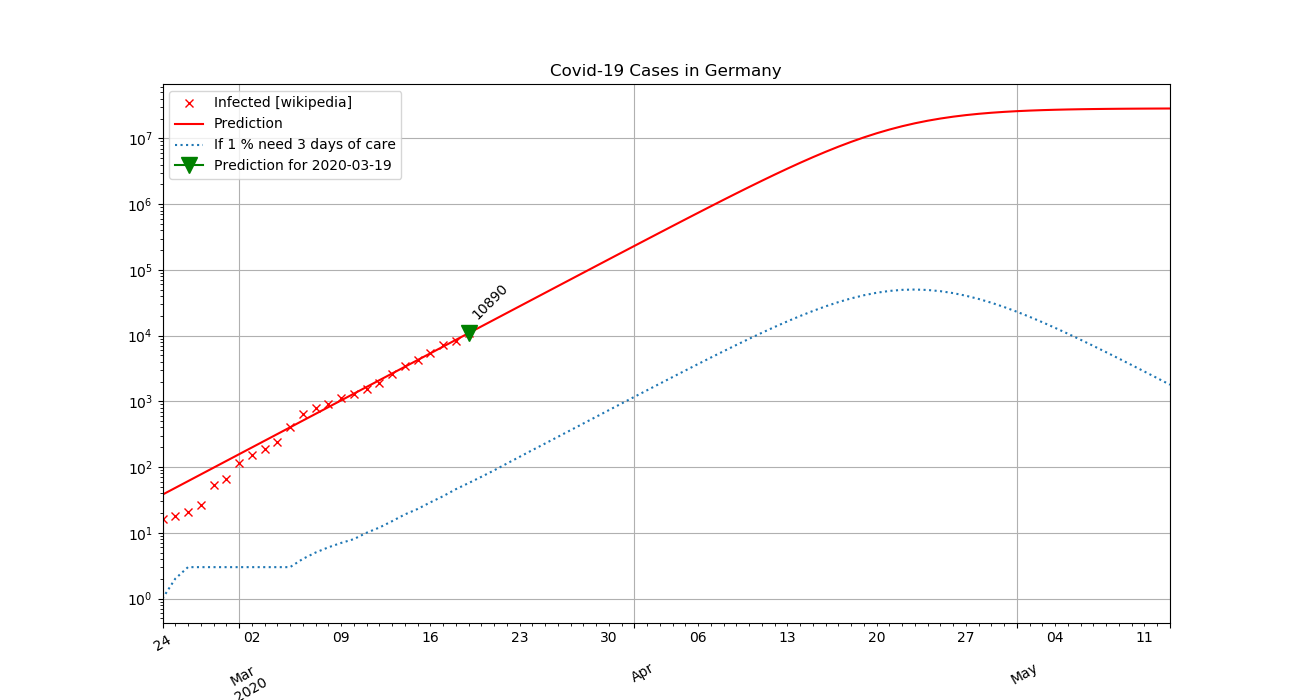 Covid-19 Cases in Germany
Infected [wikipedia]
Prediction
If 1 % need 3 days of care
Prediction for 2020-03-19
10890
10⁷
10⁶
10⁵
10⁴
10³
10²
10¹
10⁰
24 02 09 16 23 30 06 13 20 27 04 11
Mar Apr May
2020